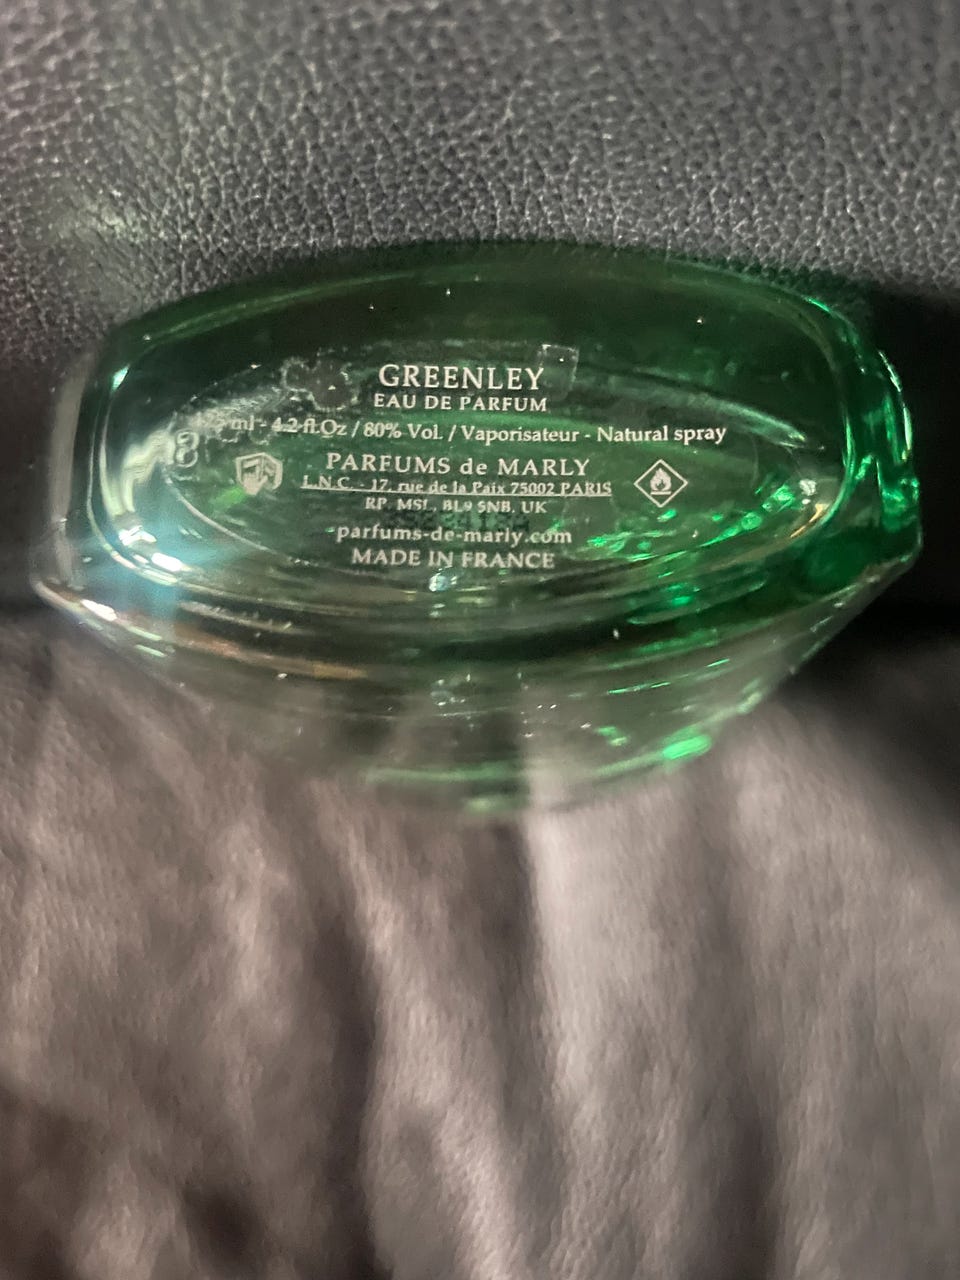 GREENLEY
EAU DE PARFUM
ml - 4.2 fl.Oz / 80% Vol. / Vaporisateur - Natural spray
PARFUMS de MARLY
L.N.C. - 17, rue de la Paix 75002 PARIS
RP. MSL, BL9 5NB, UK
parfums-de-marly.com
MADE IN FRANCE